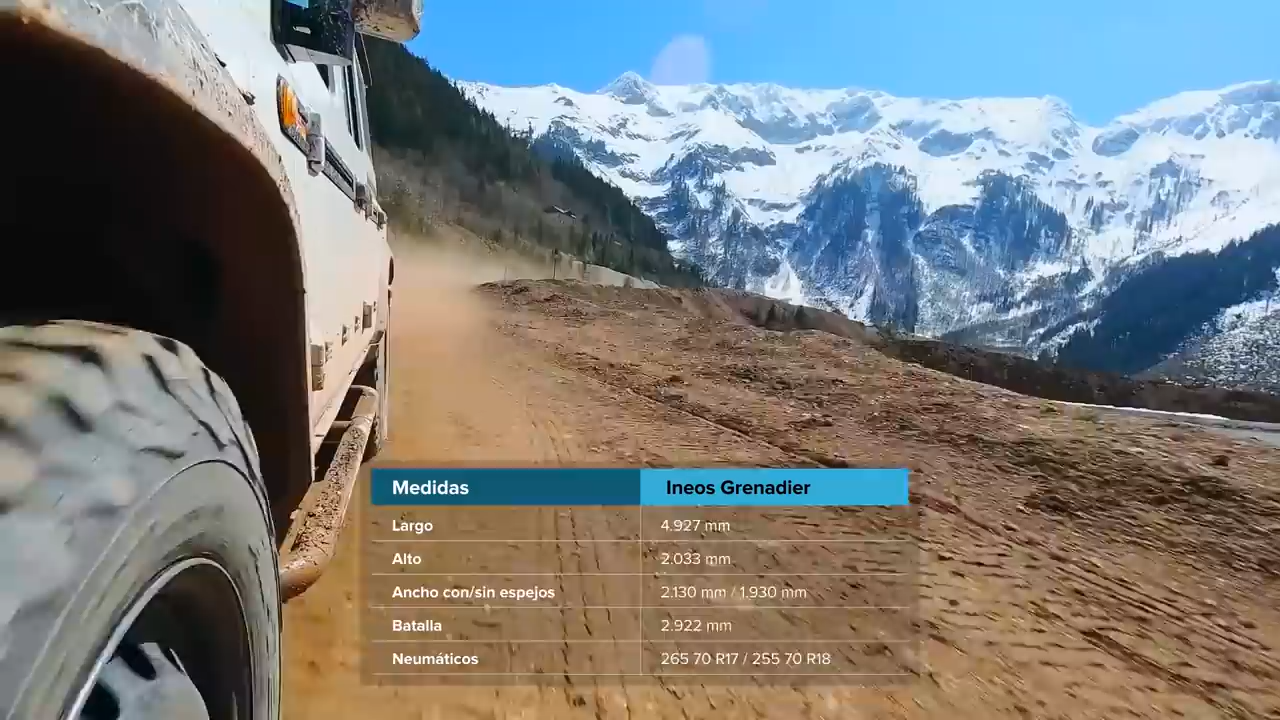 Medidas Ineos Grenadier
Largo 4.927 mm
Alto 2.033 mm
Ancho con/sin espejos 2.130 mm / 1.930 mm
Batalla 2.922 mm
Neumáticos 265 70 R17 / 255 70 R18